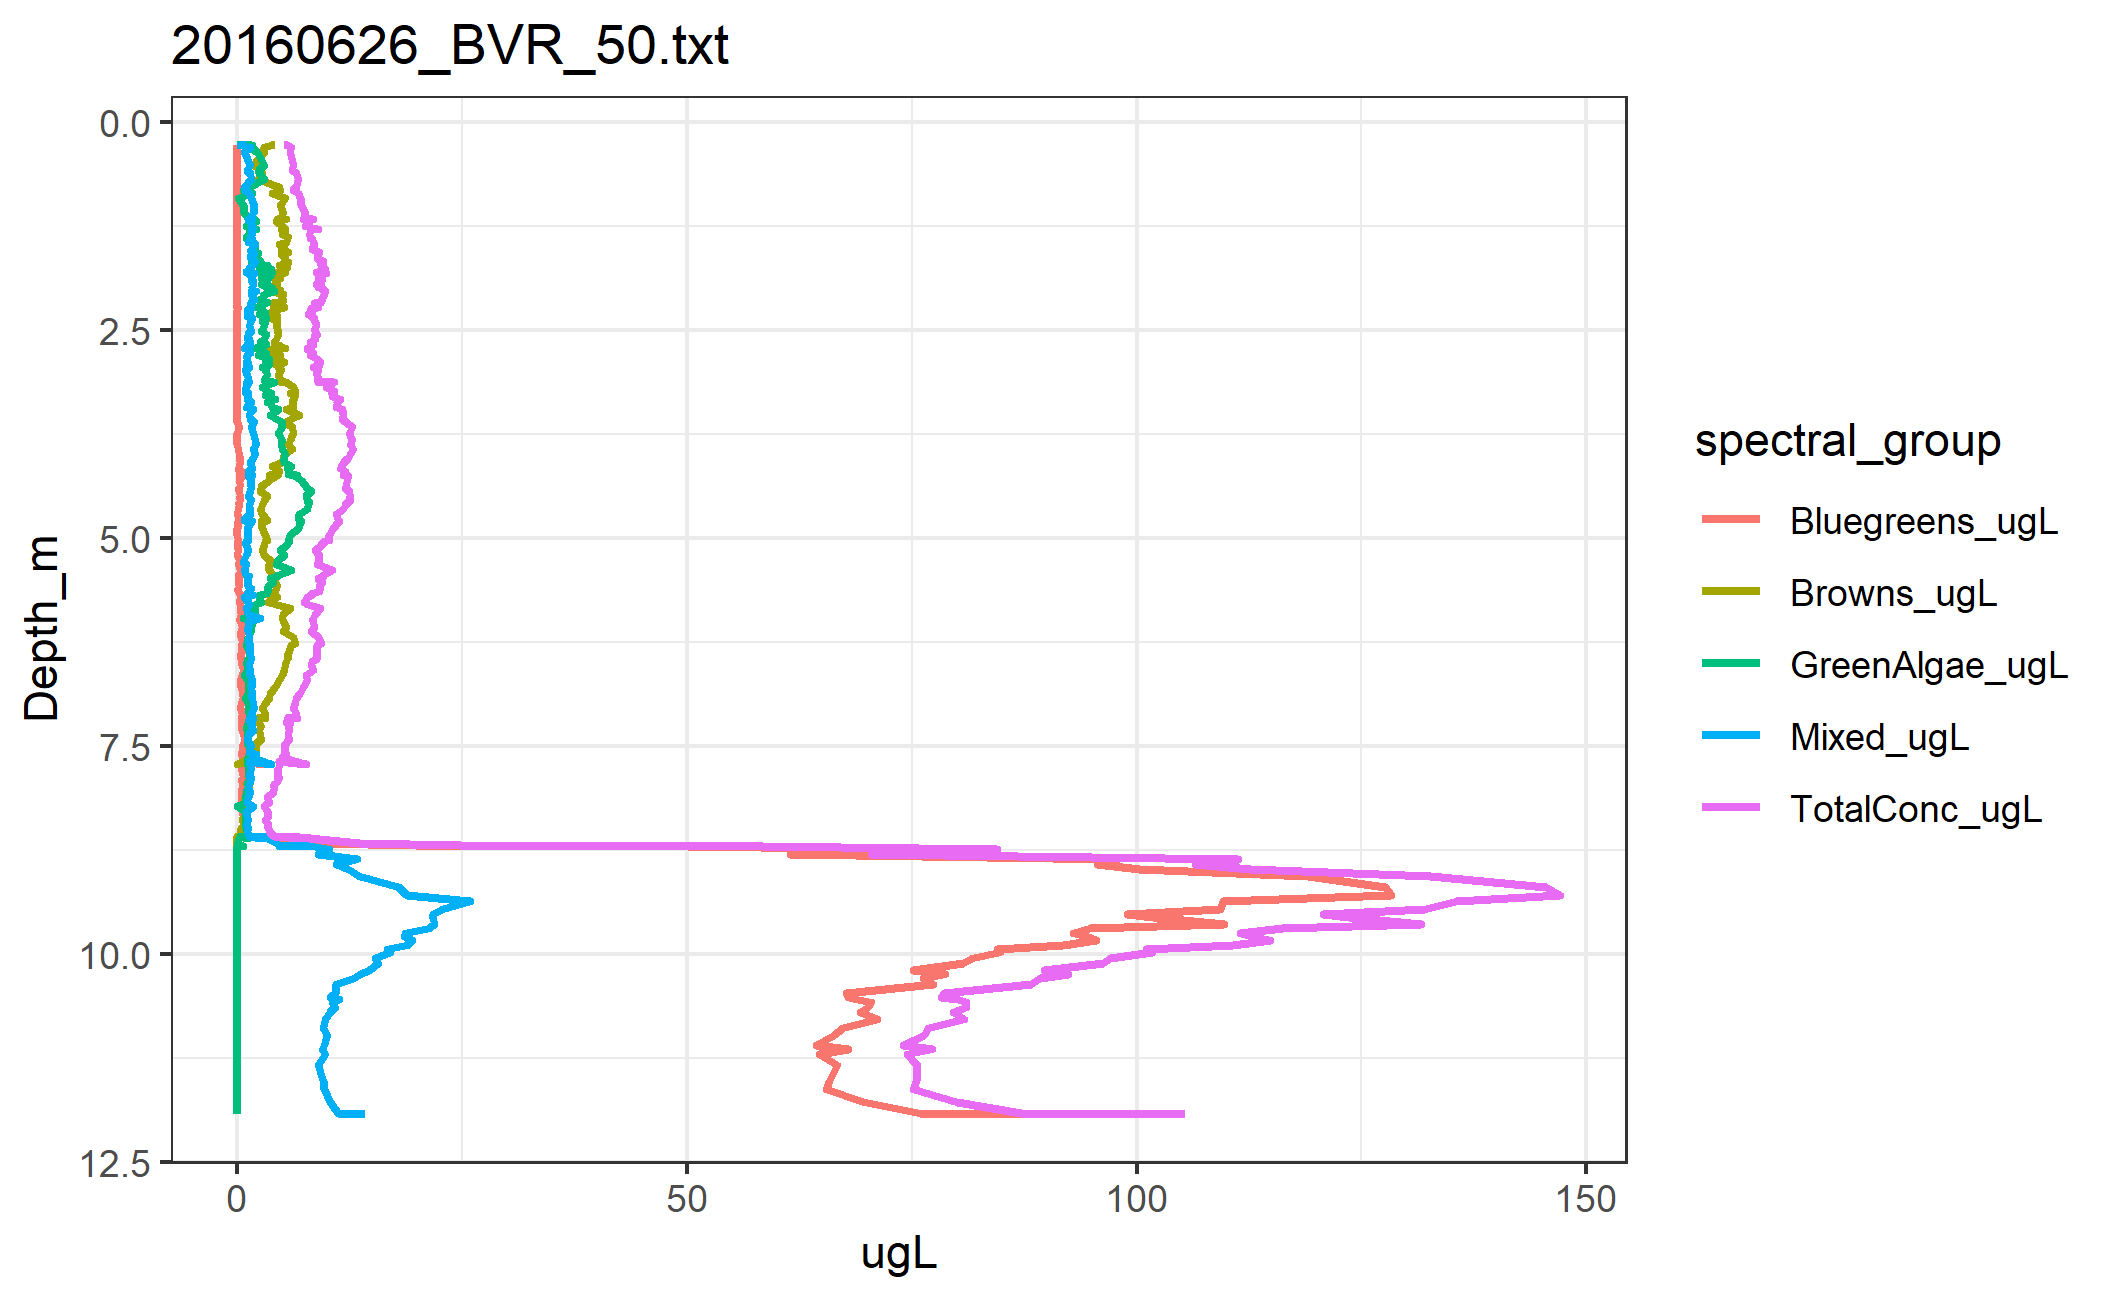 20160626_BVR_50.txt
0.0
2.5
5.0
7.5
10.0
12.5
Depth_m
0 50 100 150
ugL
spectral_group
Bluegreens_ugL
Browns_ugL
GreenAlgae_ugL
Mixed_ugL
TotalConc_ugL